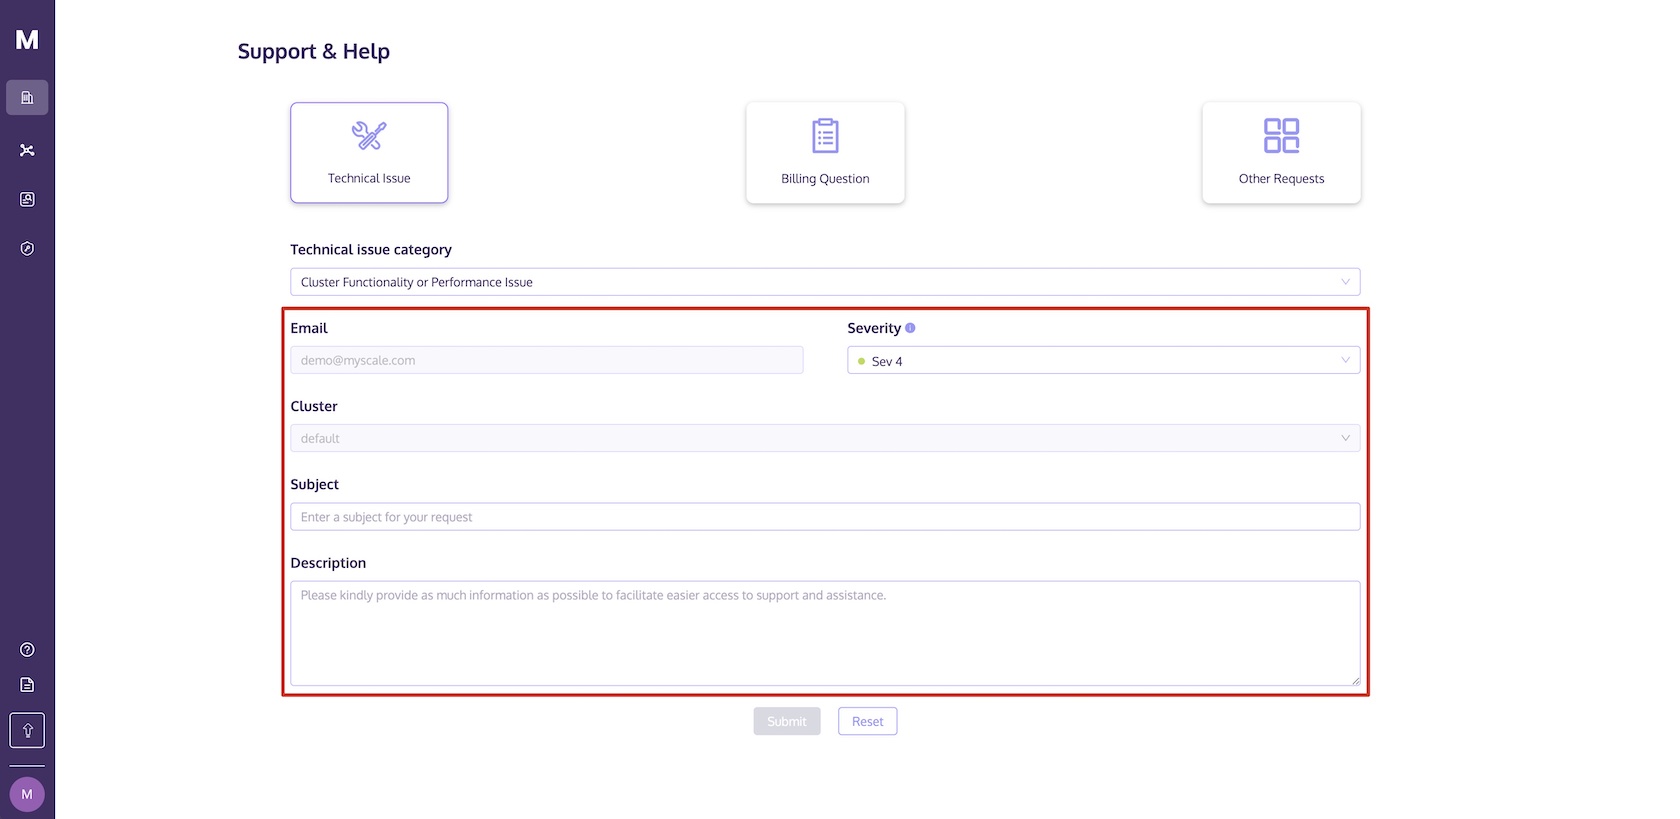 M
Support & Help
Technical Issue
Billing Question
Other Requests
Technical issue category
Cluster Functionality or Performance Issue
Email
Severity
demo@myscale.com
Sev 4
Cluster
default
Subject
Enter a subject for your request
Description
Please kindly provide as much information as possible to facilitate easier access to support and assistance.
Submit
Reset
M